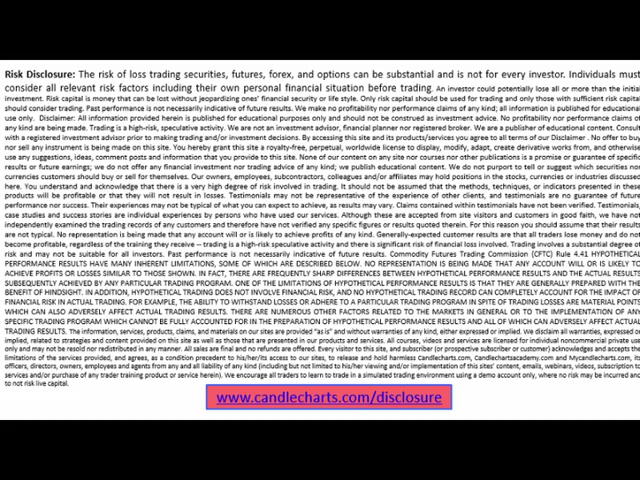 Risk Disclosure: The risk of loss trading securities, futures, forex, and options can be substantial and is not for every investor. Individuals must
consider all relevant risk factors including their own personal financial situation before trading. An investor could potentially lose all or more than the initial
investment. Risk capital is money that can be lost without jeopardizing ones' financial security or life style. Only risk capital should be used for trading and only those with sufficient risk capital
should consider trading. Past performance is not necessarily indicative of future results. We make no profitability nor performance claims of any kind; all information is published for educational
use only.  Disclaimer: All information provided herein is published for educational purposes only and should not be construed as investment advice. No profitability nor performance claims of
any kind are being made. Trading is a high-risk, speculative activity. We are not an investment advisor, financial planner nor registered broker. We are a publisher of educational content. Consult
with a registered investment advisor prior to making trading and/or investment decisions. By accessing this site and its products/services you agree to all terms of our Disclaimer . No offer to buy
nor sell any instrument is being made on this site. You hereby grant this site a royalty-free, perpetual, worldwide license to display, modify, adapt, create derivative works from, and otherwise
use any suggestions, ideas, comment posts and information that you provide to this site. None of our content on any site nor courses nor other publications is a promise or guarantee of specific
results or future earnings; we do not offer any financial investment nor trading advice of any kind; we publish educational content. We do not purport to tell or suggest which securities nor
currencies customers should buy or sell for themselves. Our owners, employees, subcontractors, colleagues and/or affiliates may hold positions in the stocks, currencies or industries discussed
here. You understand and acknowledge that there is a very high degree of risk involved in trading. It should not be assumed that the methods, techniques, or indicators presented in these
products will be profitable or that they will not result in losses. Testimonials may not be representative of the experience of other clients, and testimonials are no guarantee of future
performance nor success. Their experiences may not be typical of what you can expect to achieve, as results may vary. Claims contained within testimonials have not been verified. Testimonials,
case studies and success stories are individual experiences by persons who have used our services. Although these are accepted from site visitors and customers in good faith, we have not
independently examined the trading records of any customers and therefore have not verified any specific figures or results quoted therein. For this reason you should assume that their results
are not typical. No representation is being made that any account will or is likely to achieve profits of any kind. Generally-expected customer results are that all traders lose money and do not
become profitable, regardless of the training they receive -- trading is a high-risk speculative activity and there is significant risk of financial loss involved. Trading involves a substantial degree of
risk and may not be suitable for all investors. Past performance is not necessarily indicative of future results. Commodity Futures Trading Commission (CFTC) Rule 4.41 HYPOTHETICAL
PERFORMANCE RESULTS HAVE MANY INHERENT LIMITATIONS, SOME OF WHICH ARE DESCRIBED BELOW. NO REPRESENTATION IS BEING MADE THAT ANY ACCOUNT WILL OR IS LIKELY TO
ACHIEVE PROFITS OR LOSSES SIMILAR TO THOSE SHOWN. IN FACT, THERE ARE FREQUENTLY SHARP DIFFERENCES BETWEEN HYPOTHETICAL PERFORMANCE RESULTS AND THE ACTUAL RESULTS
SUBSEQUENTLY ACHIEVED BY ANY PARTICULAR TRADING PROGRAM. ONE OF THE LIMITATIONS OF HYPOTHETICAL PERFORMANCE RESULTS IS THAT THEY ARE GENERALLY PREPARED WITH THE
BENEFIT OF HINDSIGHT. IN ADDITION, HYPOTHETICAL TRADING DOES NOT INVOLVE FINANCIAL RISK, AND NO HYPOTHETICAL TRADING RECORD CAN COMPLETELY ACCOUNT FOR THE IMPACT OF
FINANCIAL RISK IN ACTUAL TRADING. FOR EXAMPLE, THE ABILITY TO WITHSTAND LOSSES OR ADHERE TO A PARTICULAR TRADING PROGRAM IN SPITE OF TRADING LOSSES ARE MATERIAL POINTS
WHICH CAN ALSO ADVERSELY AFFECT ACTUAL TRADING RESULTS. THERE ARE NUMEROUS OTHER FACTORS RELATED TO THE MARKETS IN GENERAL OR TO THE IMPLEMENTATION OF ANY
SPECIFIC TRADING PROGRAM WHICH CANNOT BE FULLY ACCOUNTED FOR IN THE PREPARATION OF HYPOTHETICAL PERFORMANCE RESULTS AND ALL OF WHICH CAN ADVERSELY AFFECT ACTUAL
TRADING RESULTS. The information, services, products, claims, and materials on our sites are provided "as is" and without warranties of any kind, either expressed or implied. We disclaim all warranties, expressed or
implied, related to strategies and content provided on this site as well as those that are presented in our products and services. All courses, videos and services are licensed for individual noncommercial private use
only and may not be resold nor redistributed in any manner. All sales are final and no refunds are offered. Every visitor to this site, and subscriber (or prospective subscriber or customer) acknowledges and accepts the
limitations of the services provided, and agrees, as a condition precedent to his/her/its access to our sites, to release and hold harmless Candlecharts.com, Candlechartsacademy.com and Mycandlecharts.com, its
officers, directors, owners, employees and agents from any and all liability of any kind (including but not limited to his/her viewing and/or implementation of this sites' content, emails, webinars, videos, subscription to
services and/or purchase of any trader training product or service herein). We encourage all traders to learn to trade in a simulated trading environment using a demo account only, where no risk may be incurred and
to not risk live capital.
www.candlecharts.com/disclosure